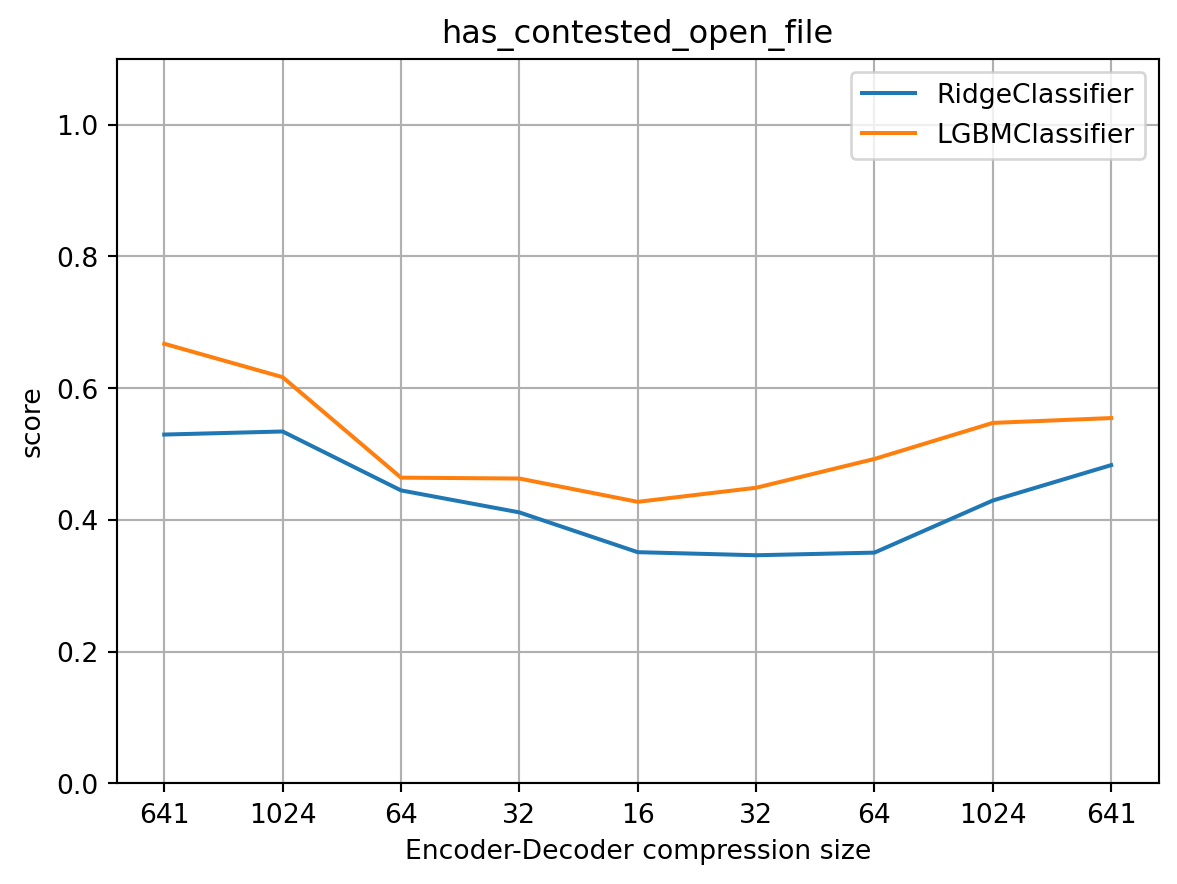 has_contested_open_file
RidgeClassifier
LGBMClassifier
1.0
0.8
0.6
0.4
0.2
0.0
score
641 1024 64 32 16 32 64 1024 641
Encoder-Decoder compression size